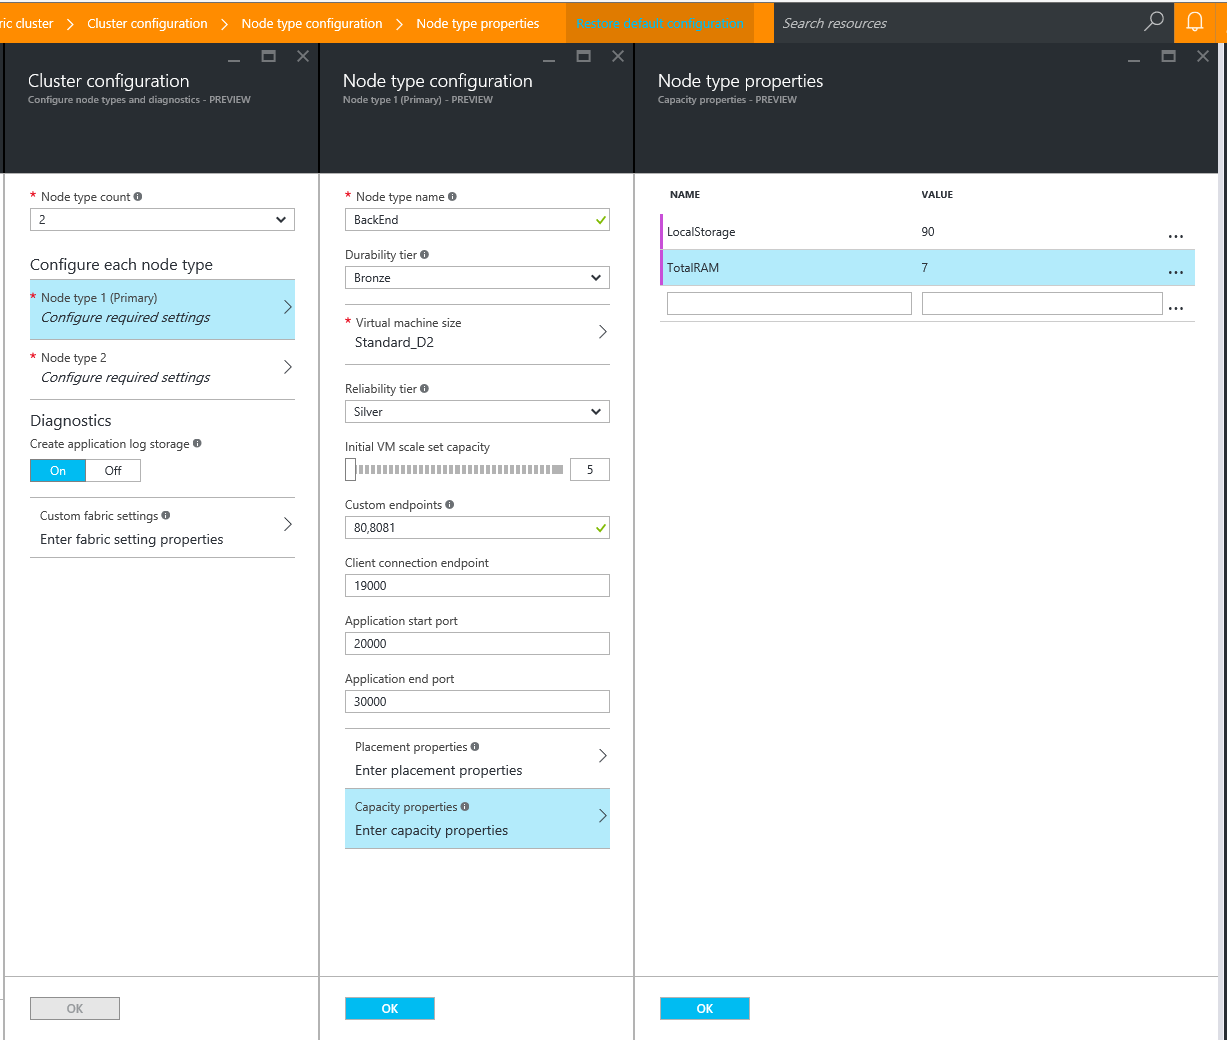 ric cluster > Cluster configuration > Node type configuration > Node type properties Restore default configuration Search resources
Cluster configuration
Configure node types and diagnostics - PREVIEW
* Node type count
2
Configure each node type
* Node type 1 (Primary)
Configure required settings
* Node type 2
Configure required settings
Diagnostics
Create application log storage
On Off
Custom fabric settings
Enter fabric setting properties
OK
Node type configuration
Node type 1 (Primary) - PREVIEW
* Node type name
BackEnd
Durability tier
Bronze
* Virtual machine size
Standard_D2
Reliability tier
Silver
Initial VM scale set capacity
5
Custom endpoints
80,8081
Client connection endpoint
19000
Application start port
20000
Application end port
30000
Placement properties
Enter placement properties
Capacity properties
Enter capacity properties
OK
Node type properties
Capacity properties - PREVIEW
NAME VALUE
LocalStorage 90 ...
TotalRAM 7 ...
...
OK